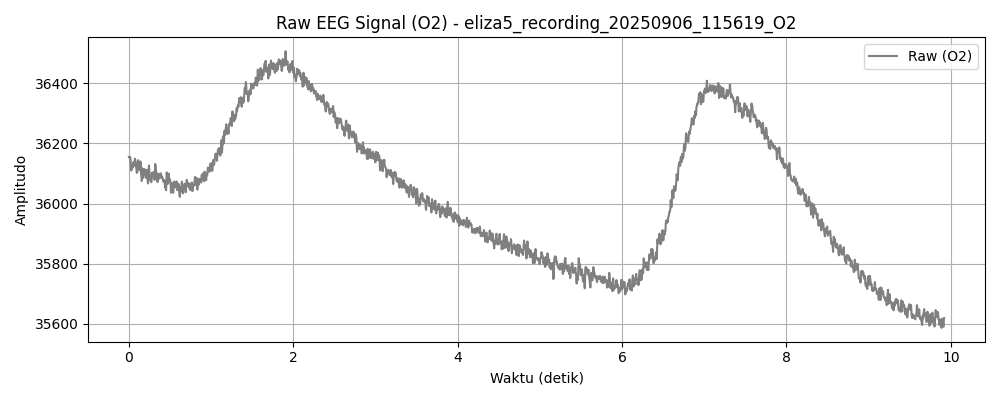 Raw EEG Signal (O2) - eliza5_recording_20250906_115619_O2
Raw (O2)
Amplitudo
36400
36200
36000
35800
35600
0 2 4 6 8 10
Waktu (detik)